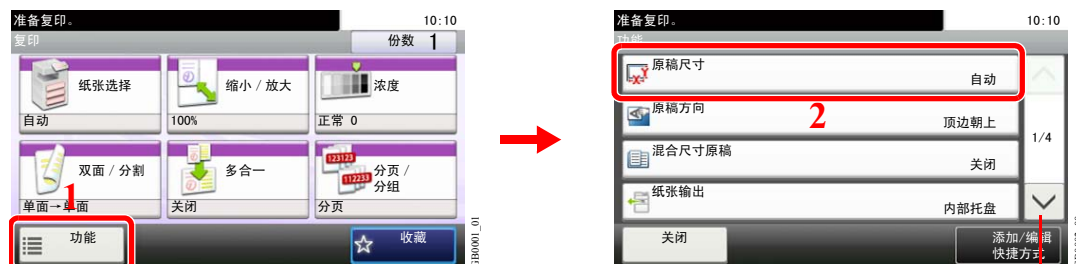 准备复印。 10:10
复印 份数 1
纸张选择 缩小 / 放大 浓度
自动 100% 正常 0
双面 / 分割 多合一 分页 /
分组
123123
112233
单面→单面 关闭 分页
1
功能 收藏
GB0001_01
准备复印。 10:10
功能
原稿尺寸
自动
原稿方向
顶边朝上
2
1/4
混合尺寸原稿
关闭
纸张输出
内部托盘
关闭 添加/编辑
快捷方式